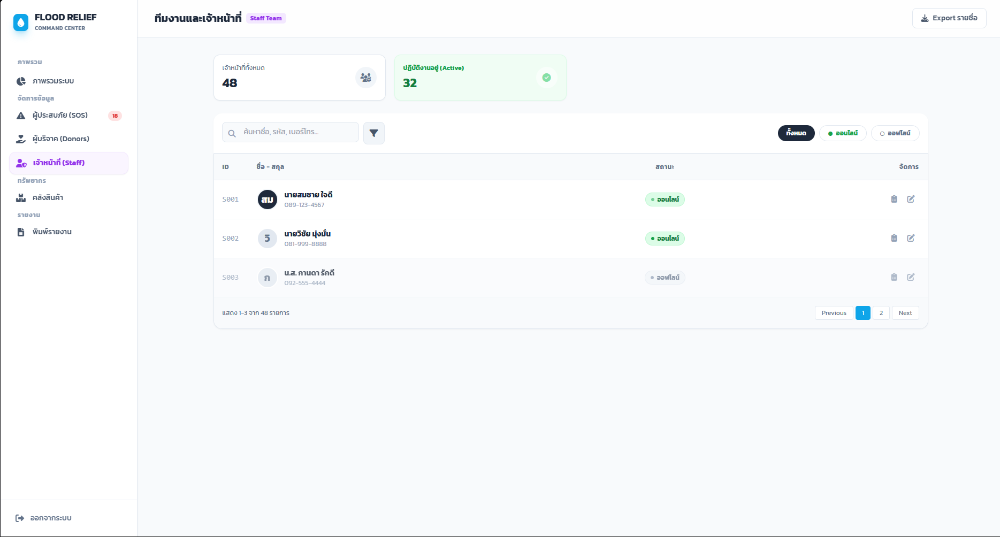 FLOOD RELIEF
COMMAND CENTER
ภาพรวม
ภาพรวมระบบ
จัดการข้อมูล
ผู้ประสบภัย (SOS) 18
ผู้บริจาค (Donors)
เจ้าหน้าที่ (Staff)
ทรัพยากร
คลังสินค้า
รายงาน
พิมพ์รายงาน
ออกจากระบบ
ทีมงานและเจ้าหน้าที่ Staff Team
Export รายชื่อ
เจ้าหน้าที่ทั้งหมด
48
ปฏิบัติงานอยู่ (Active)
32
ค้นหาชื่อ, รหัส, เบอร์โทร...
ทั้งหมด ออนไลน์ ออฟไลน์
ID ชื่อ - สกุล สถานะ จัดการ
S001 สม นายสมชาย ใจดี ออนไลน์
089-123-4567
S002 วิ นายวิชัย มุ่งมั่น ออนไลน์
081-999-8888
S003 ก น.ส. กานดา รักดี ออฟไลน์
092-555-4444
แสดง 1-3 จาก 48 รายการ
Previous 1 2 Next